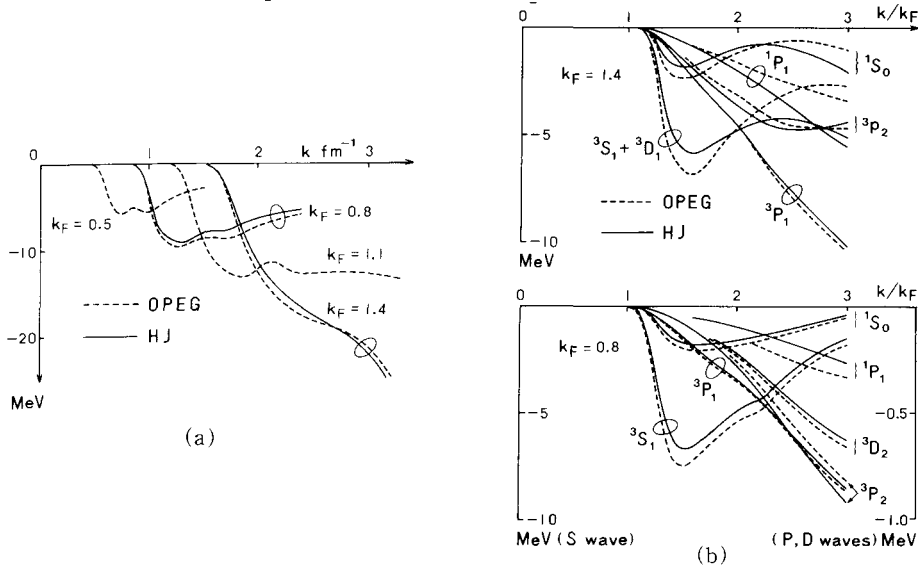 0 1 2 3
k fm⁻¹
k_F = 0.5
k_F = 0.8
k_F = 1.1
k_F = 1.4
-10
-20
MeV
---- OPEG
—— HJ
(a)
0 1 2 3 k/k_F
k_F = 1.4
¹P₁
} ¹S₀
} ³P₂
³S₁ + ³D₁
-5
---- OPEG
—— HJ
³P₁
-10
MeV
0 1 2 3 k/k_F
k_F = 0.8
} ¹S₀
} ¹P₁
³P₁
³S₁
-5 -0.5
} ³D₂
³P₂
-10 -1.0
MeV (S wave) (P, D waves) MeV
(b)